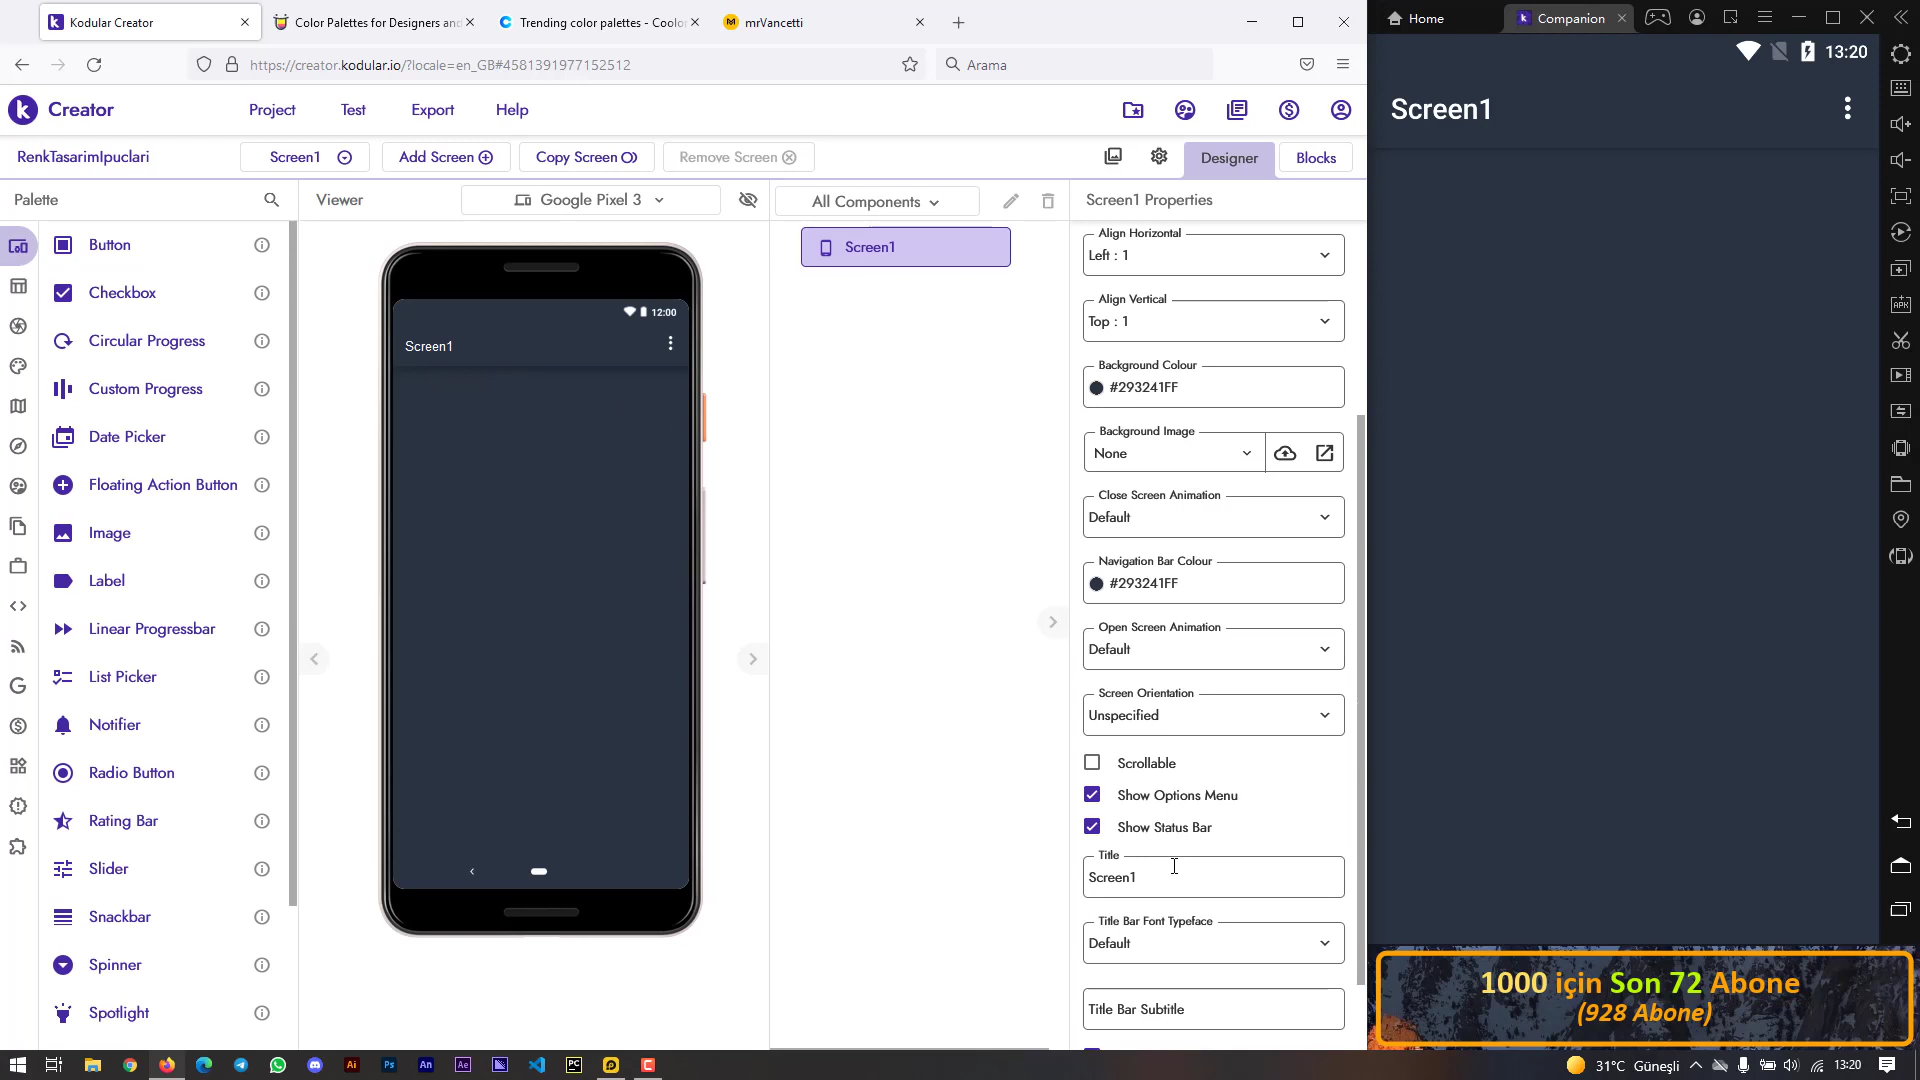 Kodular Creator
Color Palettes for Designers and
Trending color palettes - Coolor
mrVancetti
Home
Companion
https://creator.kodular.io/?locale=en_GB#4581391977152512
Arama
13:20
Creator
Project
Test
Export
Help
Screen1
RenkTasarimIpuclari
Screen1
Add Screen
Copy Screen
Remove Screen
Designer
Blocks
Palette
Viewer
Google Pixel 3
All Components
Screen1 Properties
Button
Checkbox
Circular Progress
Custom Progress
Date Picker
Floating Action Button
Image
Label
Linear Progressbar
List Picker
Notifier
Radio Button
Rating Bar
Slider
Snackbar
Spinner
Spotlight
12:00
Screen1
Screen1
Align Horizontal
Left : 1
Align Vertical
Top : 1
Background Colour
#293241FF
Background Image
None
Close Screen Animation
Default
Navigation Bar Colour
#293241FF
Open Screen Animation
Default
Screen Orientation
Unspecified
Scrollable
Show Options Menu
Show Status Bar
Title
Screen1
Title Bar Font Typeface
Default
Title Bar Subtitle
1000 için Son 72 Abone
(928 Abone)
31°C Güneşli
13:20